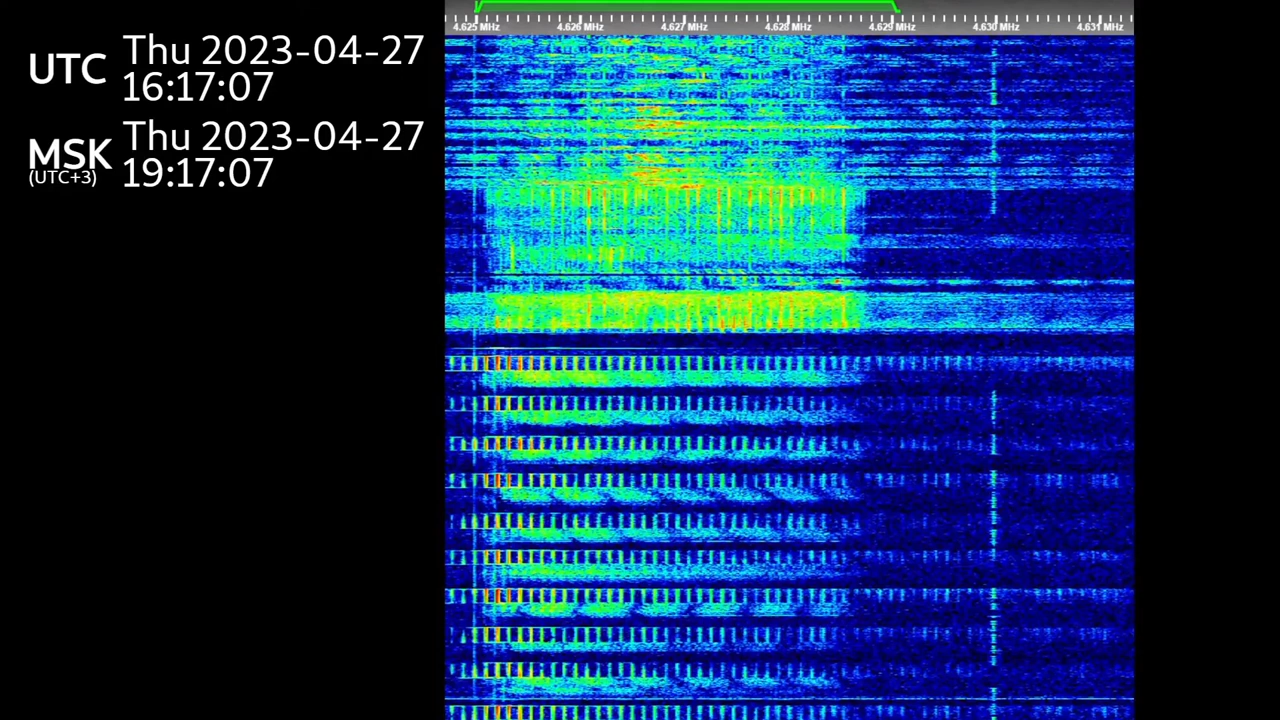 4.625 MHz 4.626 MHz 4.627 MHz 4.628 MHz 4.629 MHz 4.630 MHz 4.631 MHz
UTC Thu 2023-04-27
16:17:07
MSK Thu 2023-04-27
(UTC+3) 19:17:07